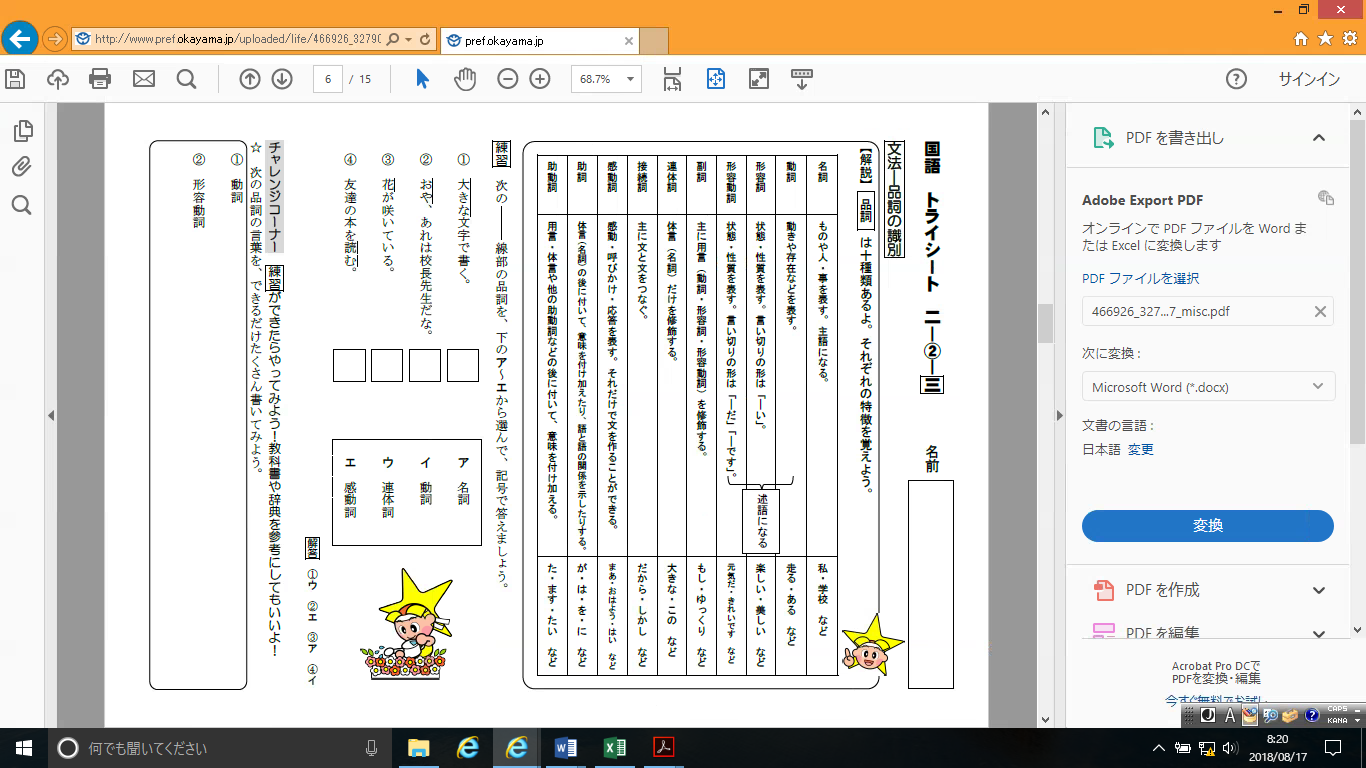 http://www.pref.okayama.jp/uploaded/life/466926_3279(
pref.okayama.jp
6 / 15
68.7%
サインイン
国語 トライシート 二―②―三
名前
文法―品詞の識別
【解説】 品詞 は十種類あるよ。それぞれの特徴を覚えよう。
名詞 ものや人・事を表す。主語になる。 私・学校 など
動詞 動きや存在などを表す。 走る・ある など
形容詞 状態・性質を表す。言い切りの形は「―い」。 楽しい・美しい など
形容動詞 状態・性質を表す。言い切りの形は「―だ」「―です」。 元気だ・きれいです など
述語になる
副詞 主に用言（動詞・形容詞・形容動詞）を修飾する。 もし・ゆっくり など
連体詞 体言（名詞）だけを修飾する。 大きな・この など
接続詞 主に文と文をつなぐ。 だから・しかし など
感動詞 感動・呼びかけ・応答を表す。それだけで文を作ることができる。 まあ・おはよう・はい など
助詞 体言（名詞）の後に付いて、意味を付け加えたり、語と語の関係を示したりする。 が・は・を・に など
助動詞 用言・体言や他の助動詞などの後に付いて、意味を付け加える。 た・ます・たい など
練習 次の――線部の品詞を、下のア～エから選んで、記号で答えましょう。
① 大きな文字で書く。
② おや、あれは校長先生だな。
③ 花が咲いている。
④ 友達の本を読む。
ア 名詞
イ 動詞
ウ 連体詞
エ 感動詞
解答 ①ウ ②エ ③ア ④イ
チャレンジコーナー 練習ができたらやってみよう！教科書や辞典を参考にしてもいいよ！
☆ 次の品詞の言葉を、できるだけたくさん書いてみよう。
① 動詞
② 形容動詞
PDF を書き出し
Adobe Export PDF
オンラインで PDF ファイルを Word ま
たは Excel に変換します
PDF ファイルを選択
466926_327...7_misc.pdf
次に変換 :
Microsoft Word (*.docx)
文書の言語 :
日本語 変更
変換
PDF を作成
PDF を編集
Acrobat Pro DCで
PDFを変換・編集
今すぐ無料でお試し
A
CAPS
KANA
何でも聞いてください
8:20
2018/08/17